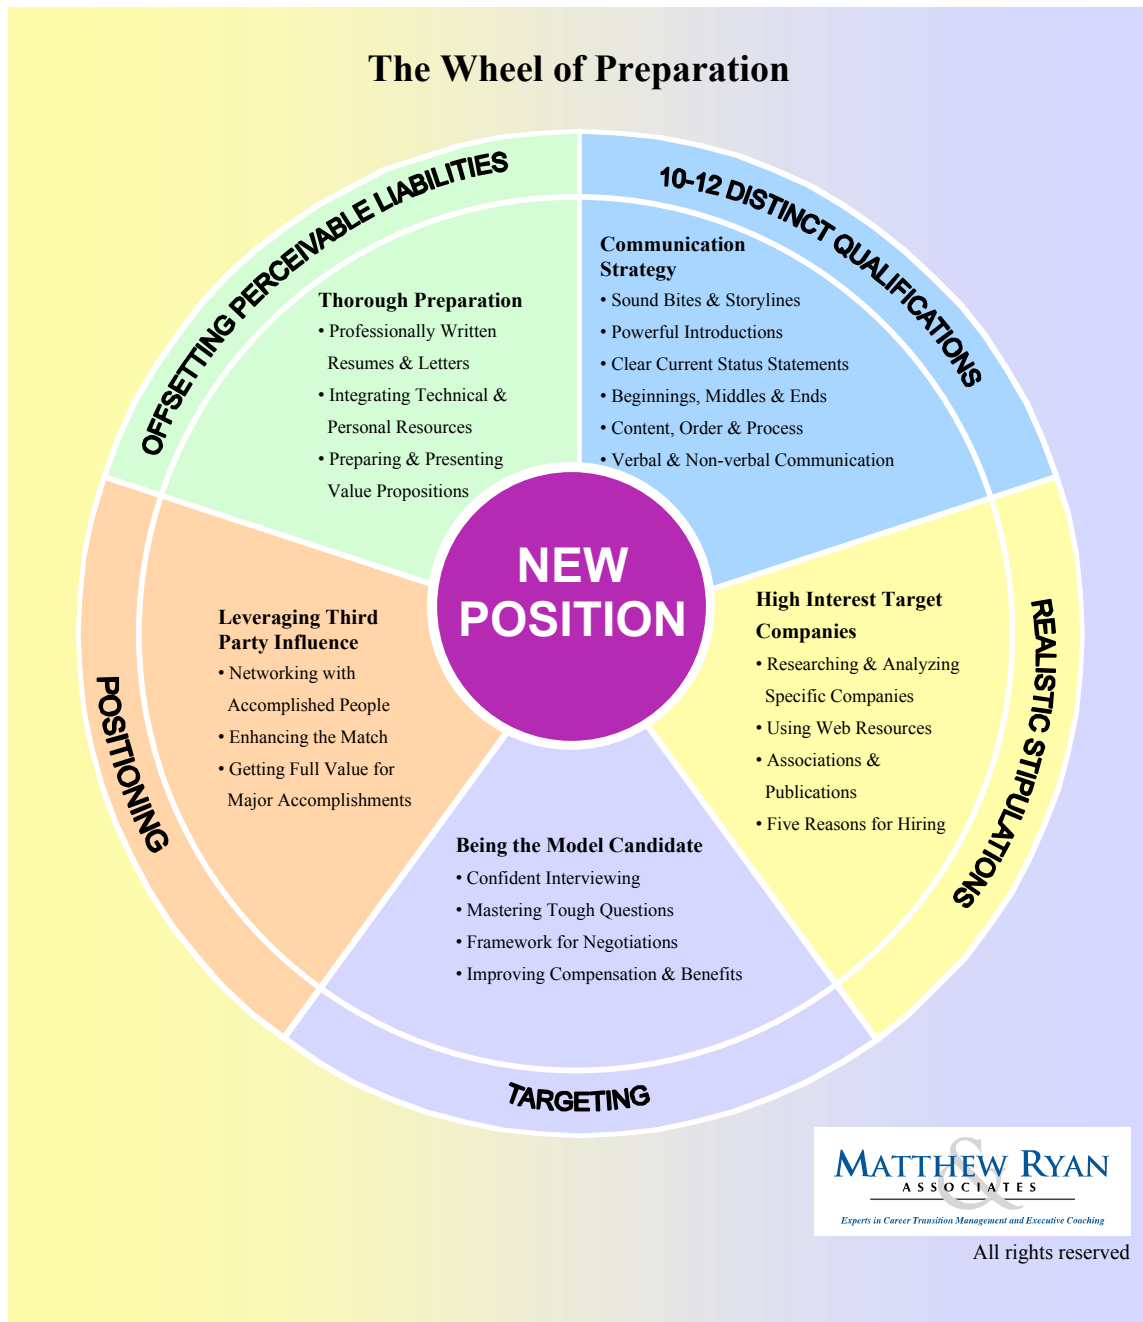 The Wheel of Preparation
OFFSETTING PERCEIVABLE LIABILITIES
10-12 DISTINCT QUALIFICATIONS
Communication
Strategy
• Sound Bites & Storylines
• Powerful Introductions
• Clear Current Status Statements
• Beginnings, Middles & Ends
• Content, Order & Process
• Verbal & Non-verbal Communication
Thorough Preparation
• Professionally Written
Resumes & Letters
• Integrating Technical &
Personal Resources
• Preparing & Presenting
Value Propositions
NEW
POSITION
High Interest Target
Companies
• Researching & Analyzing
Specific Companies
• Using Web Resources
• Associations &
Publications
• Five Reasons for Hiring
REALISTIC STIPULATIONS
Leveraging Third
Party Influence
• Networking with
Accomplished People
• Enhancing the Match
• Getting Full Value for
Major Accomplishments
POSITIONING
Being the Model Candidate
• Confident Interviewing
• Mastering Tough Questions
• Framework for Negotiations
• Improving Compensation & Benefits
TARGETING
MATTHEW & RYAN
ASSOCIATES
Experts in Career Transition Management and Executive Coaching
All rights reserved